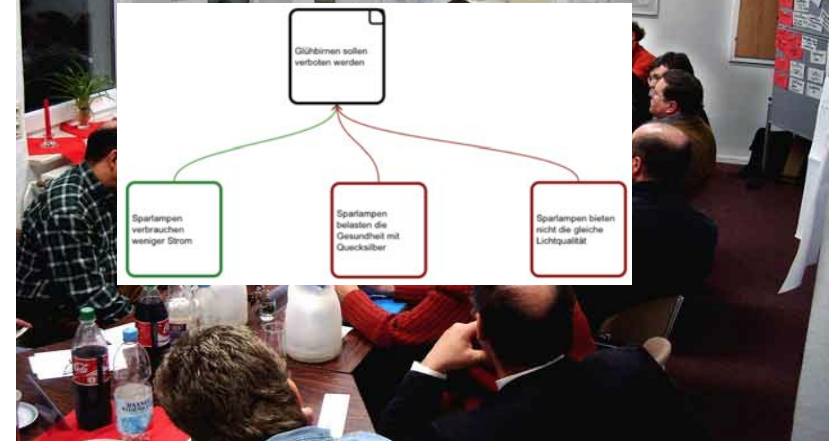 Glühbirnen sollen
verboten werden
Sparlampen
verbrauchen
weniger Strom
Sparlampen
belasten die
Gesundheit mit
Quecksilber
Sparlampen bieten
nicht die gleiche
Lichtqualität